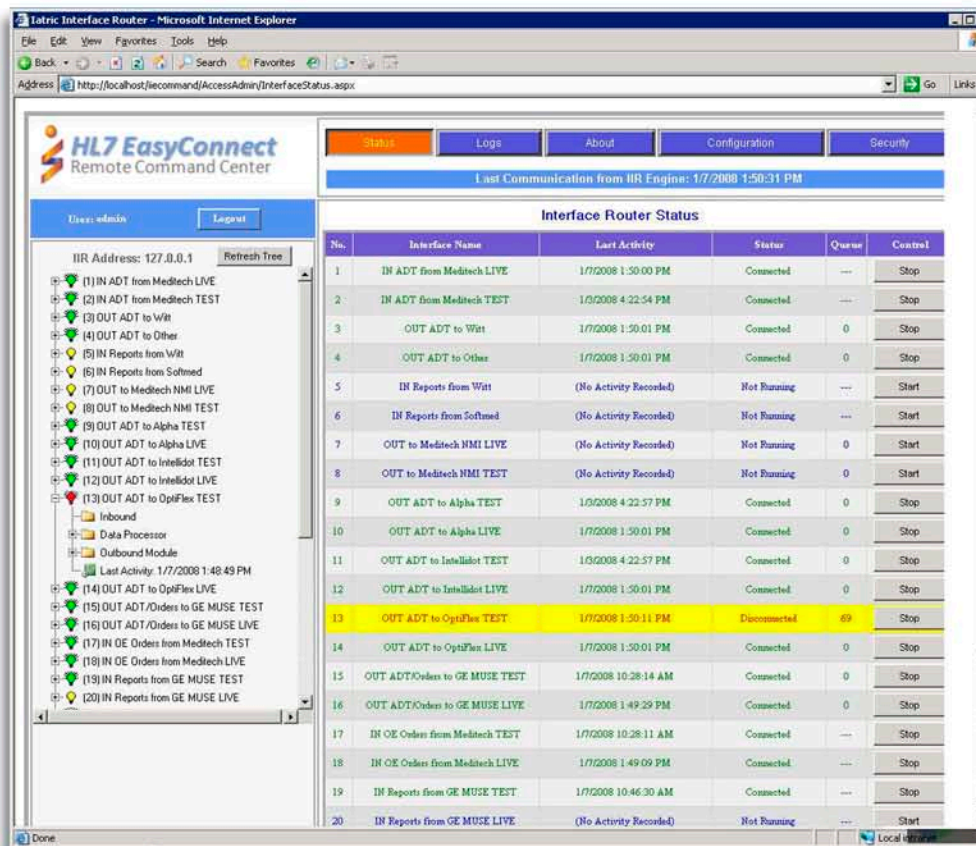 Iatric Interface Router - Microsoft Internet Explorer
File Edit View Favorites Tools Help
Back Search Favorites
Address http://localhost/iiecommand/AccessAdmin/InterfaceStatus.aspx Go Links
HL7 EasyConnect
Remote Command Center
Status Logs About Configuration Security
Last Communication from IIR Engine: 1/7/2008 1:50:31 PM
User: admin Logout
Interface Router Status
IIR Address: 127.0.0.1 Refresh Tree
(1) IN ADT from Meditech LIVE
(2) IN ADT from Meditech TEST
(3) OUT ADT to Witt
(4) OUT ADT to Other
(5) IN Reports from Witt
(6) IN Reports from Softmed
(7) OUT to Meditech NMI LIVE
(8) OUT to Meditech NMI TEST
(9) OUT ADT to Alpha TEST
(10) OUT ADT to Alpha LIVE
(11) OUT ADT to Intellidot TEST
(12) OUT ADT to Intellidot LIVE
(13) OUT ADT to OptiFlex TEST
Inbound
Data Processor
Outbound Module
Last Activity: 1/7/2008 1:48:49 PM
(14) OUT ADT to OptiFlex LIVE
(15) OUT ADT/Orders to GE MUSE TEST
(16) OUT ADT/Orders to GE MUSE LIVE
(17) IN OE Orders from Meditech TEST
(18) IN OE Orders from Meditech LIVE
(19) IN Reports from GE MUSE TEST
(20) IN Reports from GE MUSE LIVE
No. Interface Name Last Activity Status Queue Control
1 IN ADT from Meditech LIVE 1/7/2008 1:50:00 PM Connected --- Stop
2 IN ADT from Meditech TEST 1/3/2008 4:22:54 PM Connected --- Stop
3 OUT ADT to Witt 1/7/2008 1:50:01 PM Connected 0 Stop
4 OUT ADT to Other 1/7/2008 1:50:01 PM Connected 0 Stop
5 IN Reports from Witt (No Activity Recorded) Not Running --- Start
6 IN Reports from Softmed (No Activity Recorded) Not Running --- Start
7 OUT to Meditech NMI LIVE (No Activity Recorded) Not Running 0 Start
8 OUT to Meditech NMI TEST (No Activity Recorded) Not Running 0 Start
9 OUT ADT to Alpha TEST 1/3/2008 4:22:57 PM Connected 0 Stop
10 OUT ADT to Alpha LIVE 1/7/2008 1:50:01 PM Connected 0 Stop
11 OUT ADT to Intellidot TEST 1/3/2008 4:22:57 PM Connected 0 Stop
12 OUT ADT to Intellidot LIVE 1/7/2008 1:50:01 PM Connected 0 Stop
13 OUT ADT to OptiFlex TEST 1/7/2008 1:50:11 PM Disconnected 69 Stop
14 OUT ADT to OptiFlex LIVE 1/7/2008 1:50:01 PM Connected 0 Stop
15 OUT ADT/Orders to GE MUSE TEST 1/7/2008 10:28:14 AM Connected 0 Stop
16 OUT ADT/Orders to GE MUSE LIVE 1/7/2008 1:49:29 PM Connected 0 Stop
17 IN OE Orders from Meditech TEST 1/7/2008 10:28:11 AM Connected --- Stop
18 IN OE Orders from Meditech LIVE 1/7/2008 1:49:09 PM Connected --- Stop
19 IN Reports from GE MUSE TEST 1/7/2008 10:46:30 AM Connected --- Stop
20 IN Reports from GE MUSE LIVE (No Activity Recorded) Not Running --- Start
Done Local